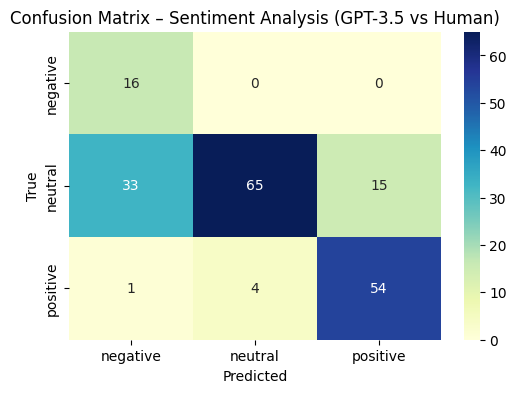 Confusion Matrix – Sentiment Analysis (GPT-3.5 vs Human)
True
negative
neutral
positive
16 0 0
33 65 15
1 4 54
negative neutral positive
Predicted
60
50
40
30
20
10
0